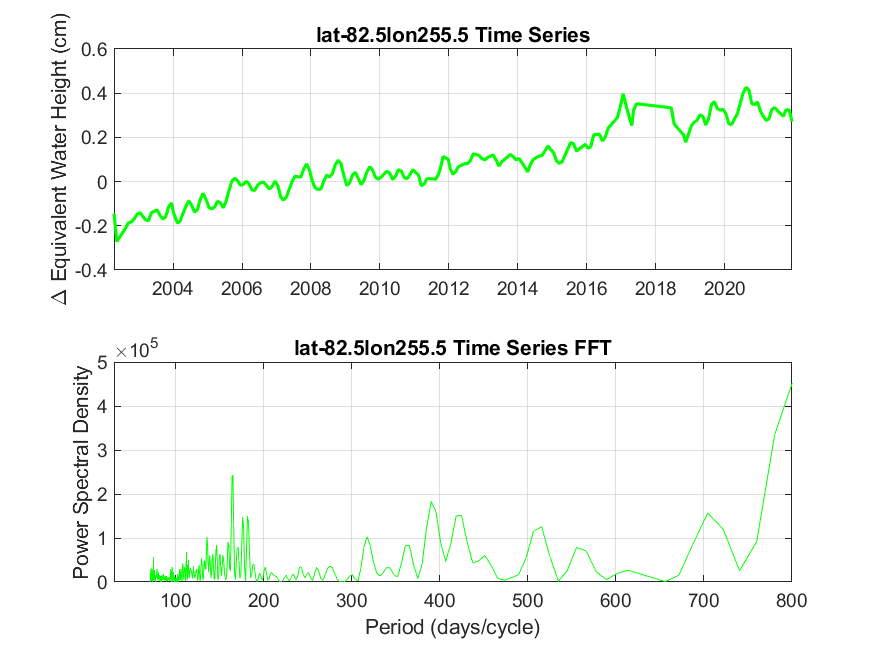 lat-82.5lon255.5 Time Series
Δ Equivalent Water Height (cm)
0.6
0.4
0.2
0
-0.2
-0.4
2004 2006 2008 2010 2012 2014 2016 2018 2020
lat-82.5lon255.5 Time Series FFT
×10⁵
Power Spectral Density
5
4
3
2
1
0
100 200 300 400 500 600 700 800
Period (days/cycle)